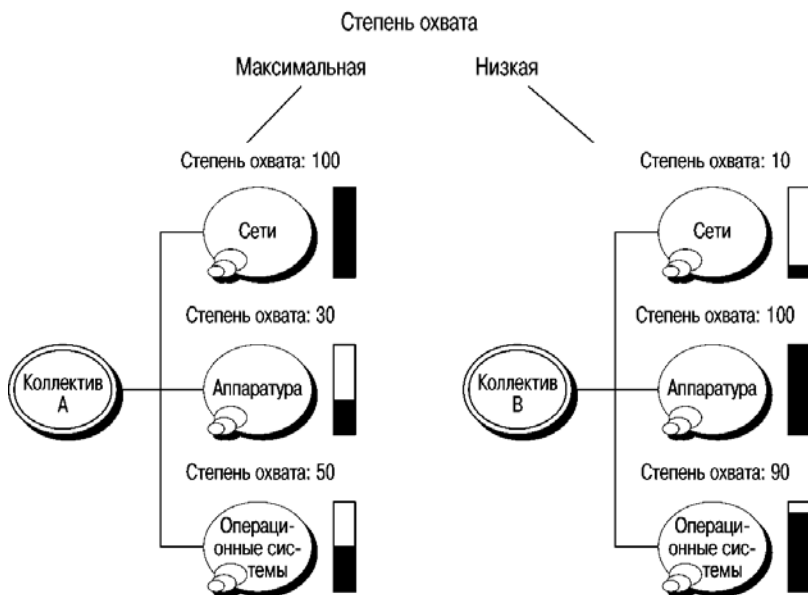 Степень охвата
Максимальная
Низкая
Степень охвата: 100
Сети
Степень охвата: 30
Коллектив
А
Аппаратура
Степень охвата: 50
Операци-
онные сис-
темы
Степень охвата: 10
Сети
Степень охвата: 100
Коллектив
В
Аппаратура
Степень охвата: 90
Операци-
онные сис-
темы